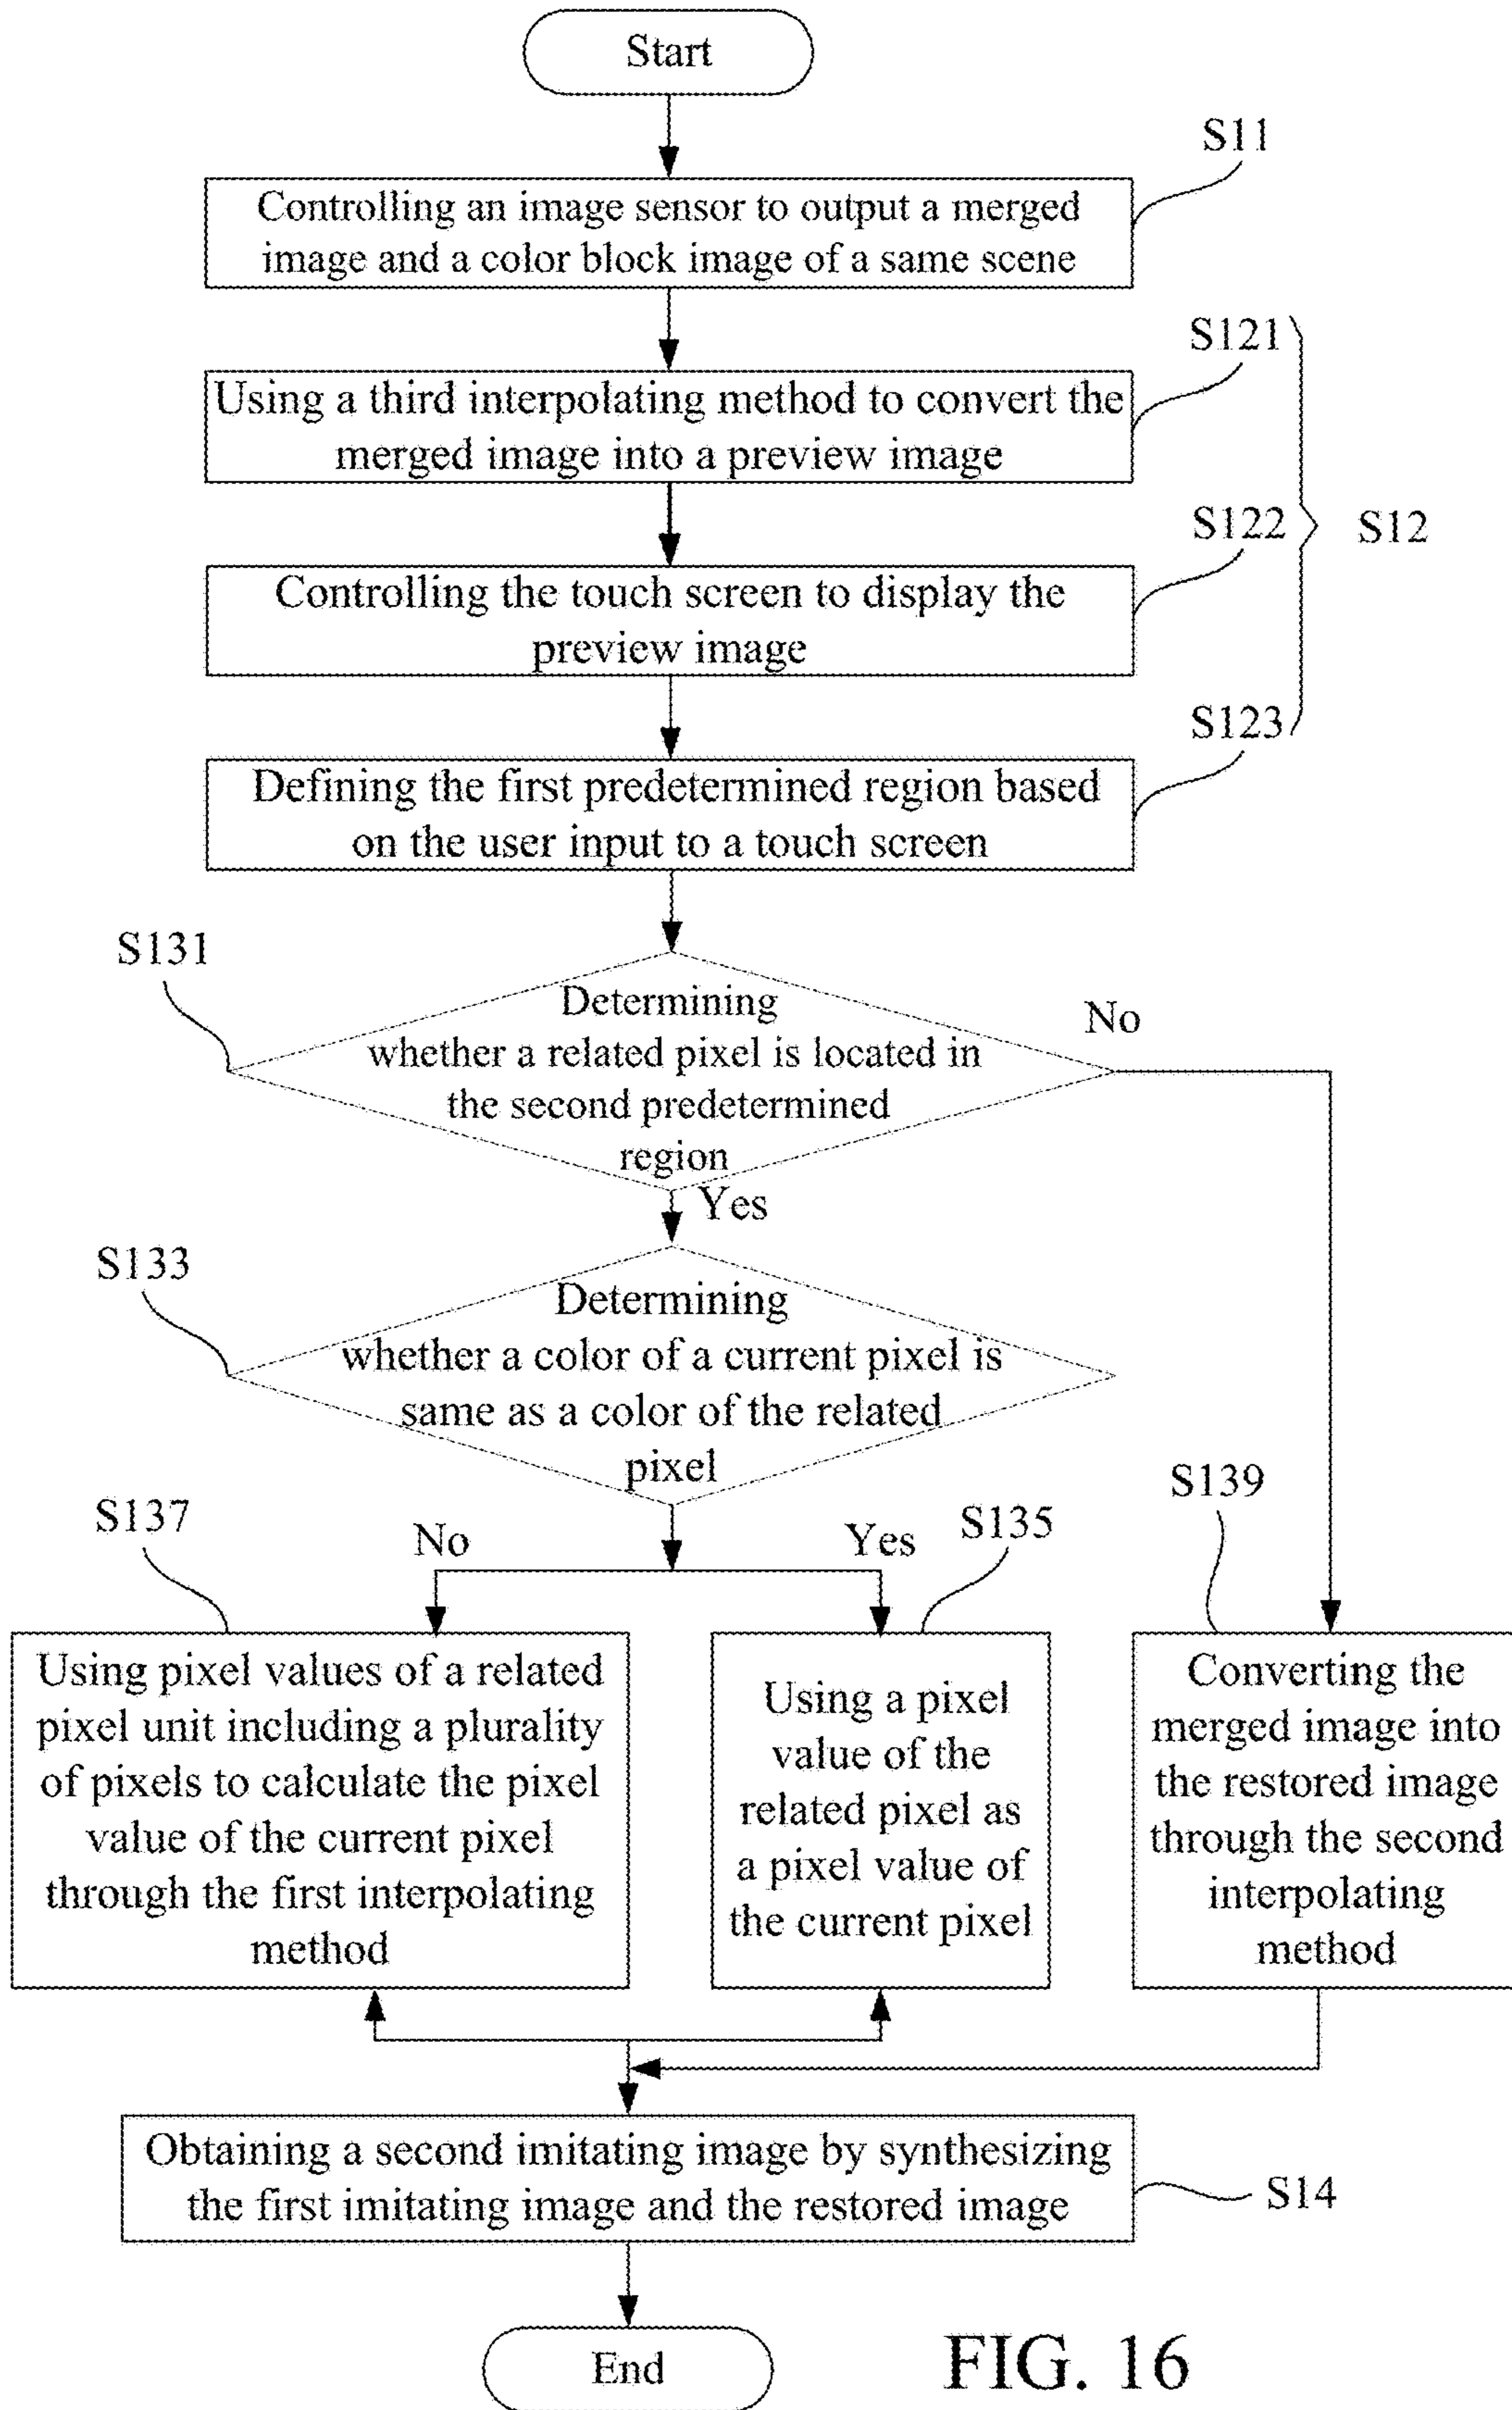 Start
S11
Controlling an image sensor to output a merged
image and a color block image of a same scene
S121
Using a third interpolating method to convert the
merged image into a preview image
S122
S12
Controlling the touch screen to display the
preview image
S123
Defining the first predetermined region based
on the user input to a touch screen
S131
Determining
whether a related pixel is located in
the second predetermined
region
No
Yes
S133
Determining
whether a color of a current pixel is
same as a color of the related
pixel
S137
No
Yes
S135
S139
Using pixel values of a related
pixel unit including a plurality
of pixels to calculate the pixel
value of the current pixel
through the first interpolating
method
Using a pixel
value of the
related pixel as
a pixel value of
the current pixel
Converting the
merged image into
the restored image
through the second
interpolating
method
Obtaining a second imitating image by synthesizing
the first imitating image and the restored image
S14
End
FIG. 16